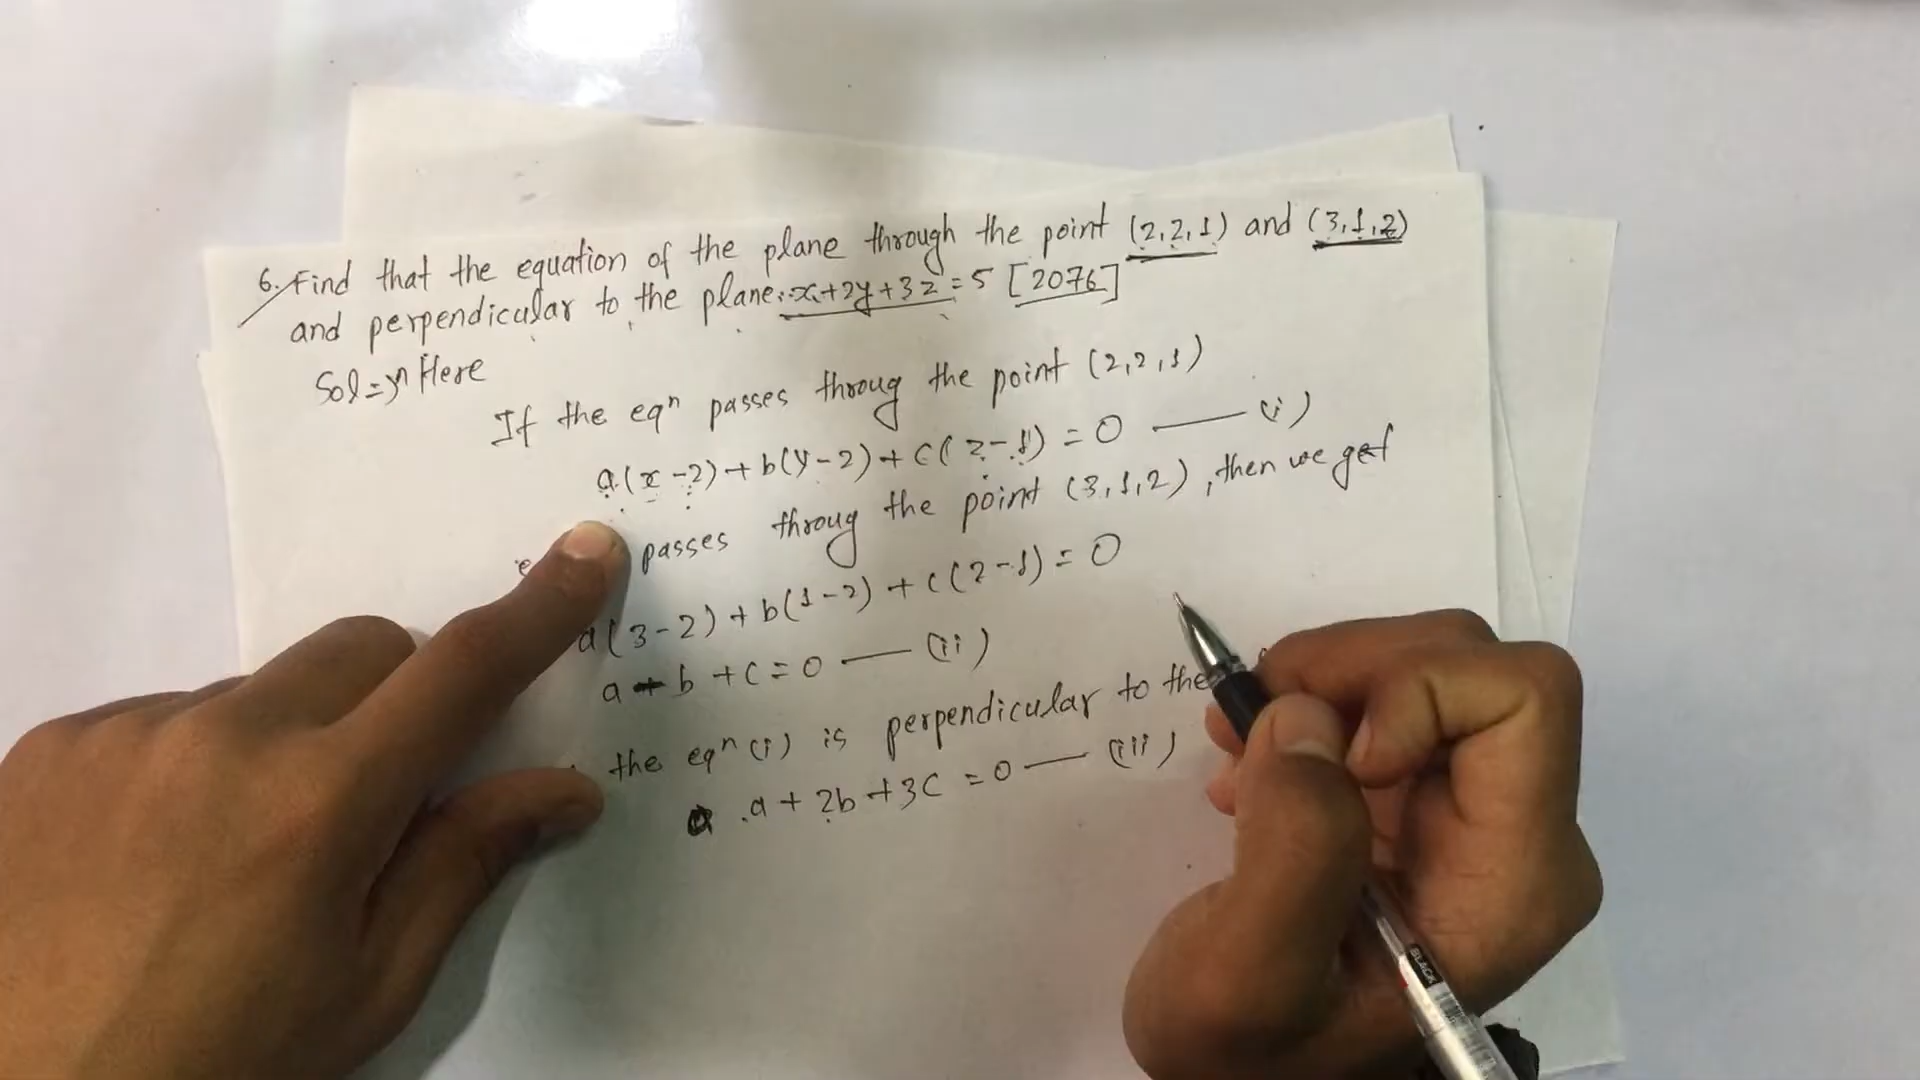 6. Find that the equation of the plane through the point (2,2,1) and (3,1,2)
and perpendicular to the plane: x+2y+3z=5 [2076]
Sol=yn Here
If the eqⁿ passes throug the point (2,2,1)
a(x-2)+b(y-2)+c(z-1)=0 —— (i)
passes throug the point (3,1,2), then we get
a(3-2)+b(1-2)+c(2-1)=0
a - b +c=0 —— (ii)
the eqⁿ (i) is perpendicular to the
a+2b+3c=0 —— (iii)
BLACK